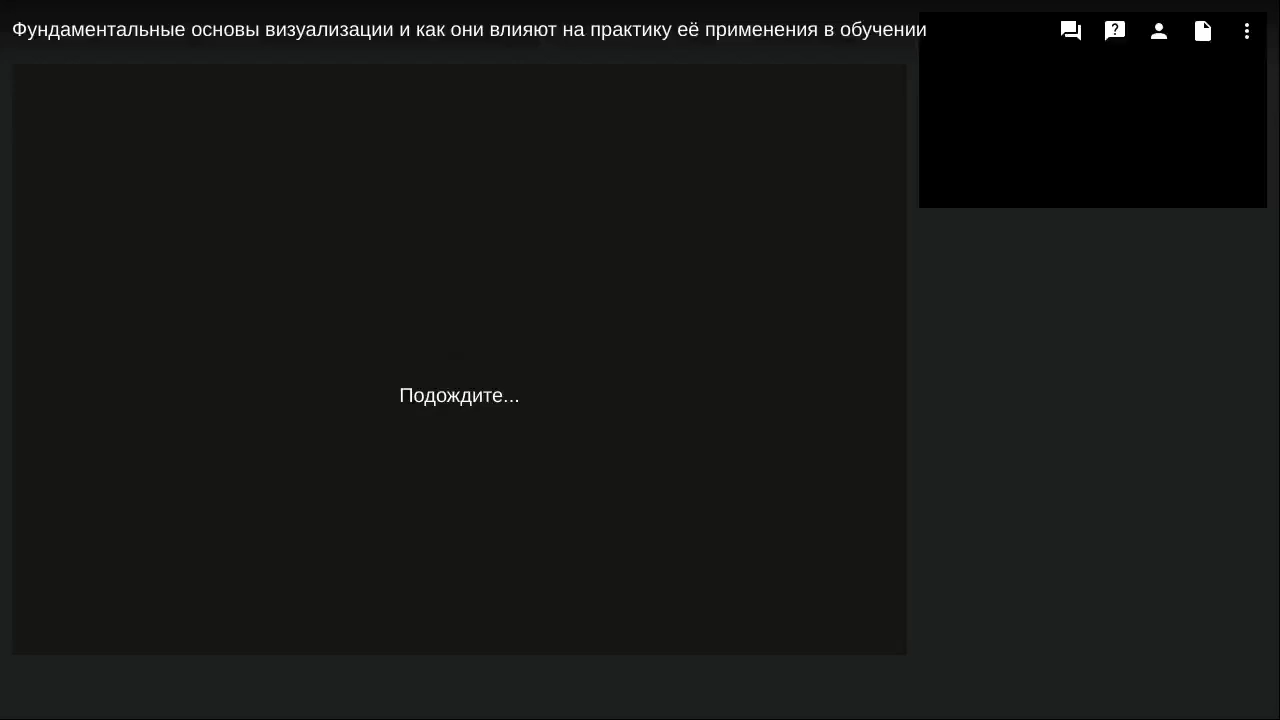 Фундаментальные основы визуализации и как они влияют на практику её применения в обучении
Подождите...